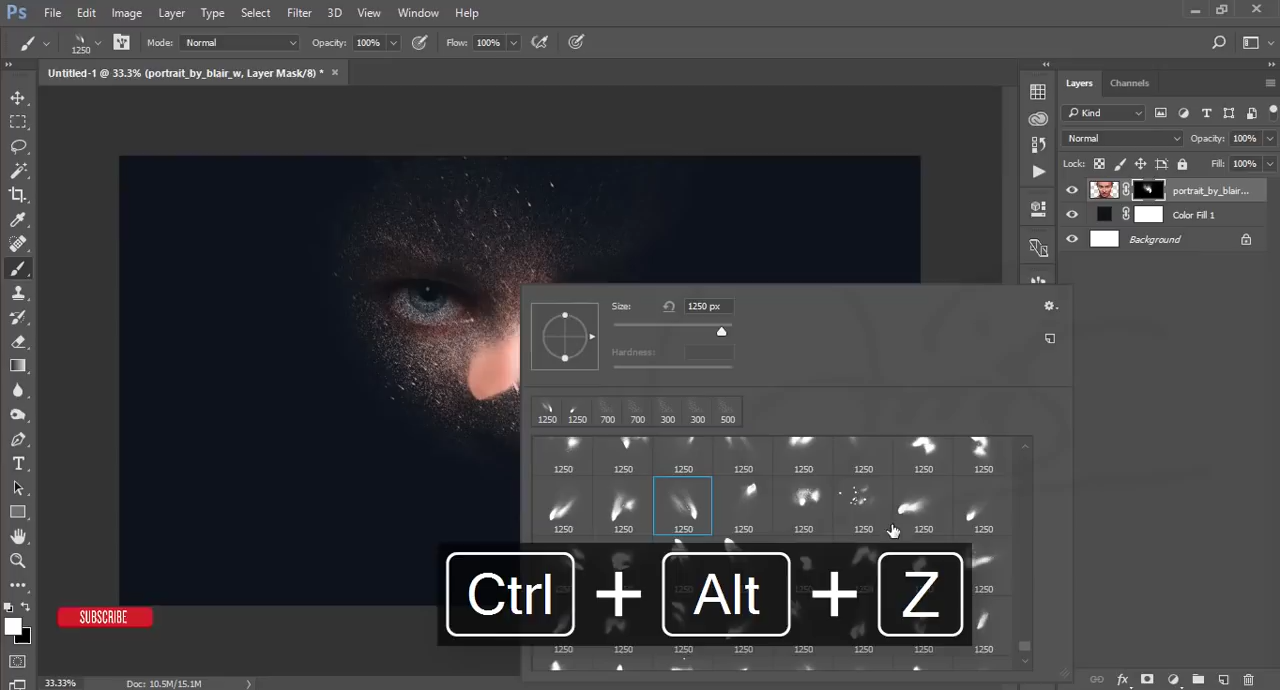 Ps File Edit Image Layer Type Select Filter 3D View Window Help
1250 Mode: Normal Opacity: 100% Flow: 100%
Untitled-1 @ 33.3% (portrait_by_blair_w, Layer Mask/8) * ×
Layers Channels
Kind
Normal Opacity: 100%
Lock: Fill: 100%
portrait_by_blair...
Color Fill 1
Background
Size: 1250 px
Hardness:
1250 1250 700 700 300 300 500
1250 1250 1250 1250 1250 1250 1250 1250
1250 1250 1250 1250 1250 1250 1250 1250
1250
Ctrl + Alt + Z
1250 1250 1250 1250 1250 1250 1250 1250
SUBSCRIBE
33.33% Doc: 10.5M/15.1M